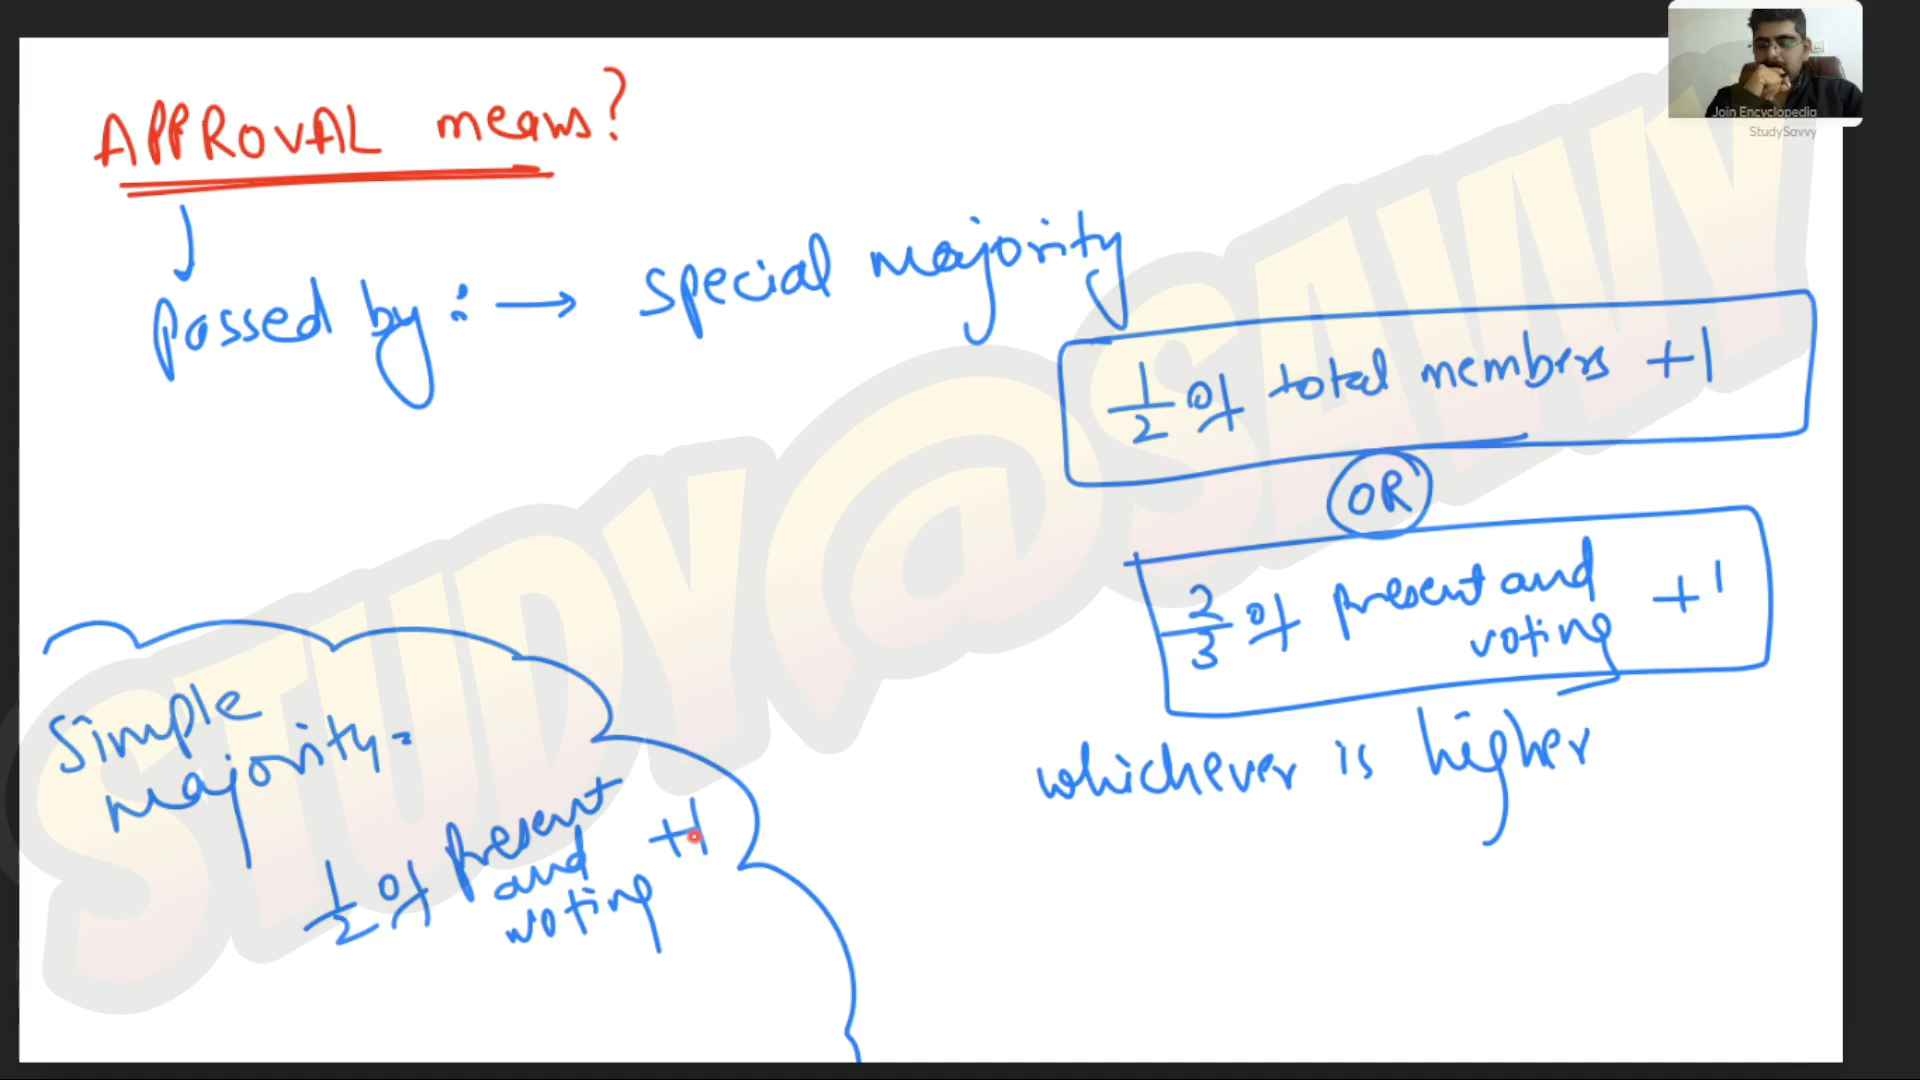 APPROVAL means?
Passed by : → special majority
1/2 of total members +1
OR
2/3 of present and voting +1
whichever is higher
Simple
Majority =
1/2 of present
and
voting +1
STUDY@SAVVY
Join Encyclopedia
StudySavvy